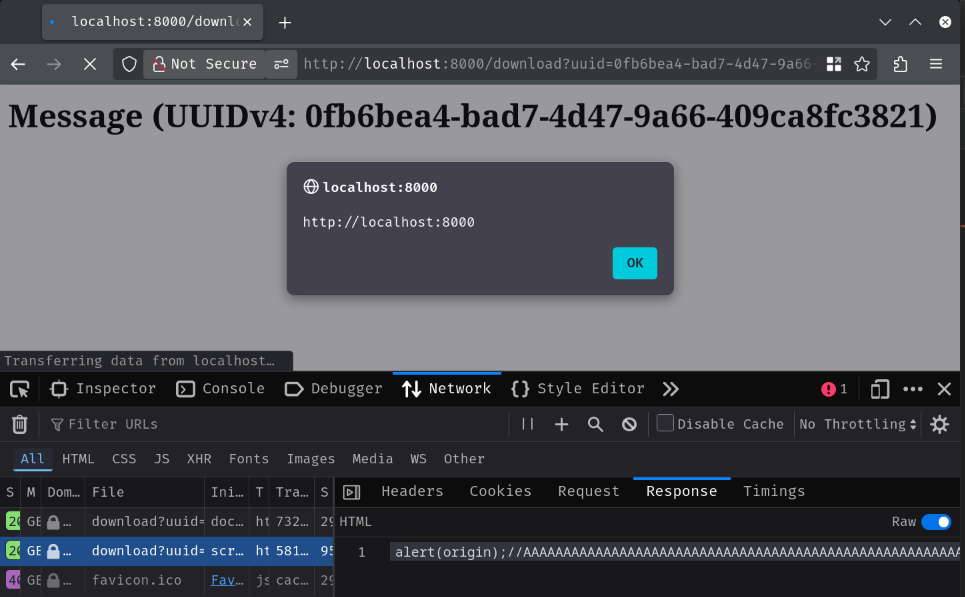 localhost:8000/downl
Not Secure
http://localhost:8000/download?uuid=0fb6bea4-bad7-4d47-9a66-
Message (UUIDv4: 0fb6bea4-bad7-4d47-9a66-409ca8fc3821)
localhost:8000
http://localhost:8000
OK
Transferring data from localhost…
Inspector Console Debugger Network Style Editor 1
Filter URLs Disable Cache No Throttling
All HTML CSS JS XHR Fonts Images Media WS Other
S M Dom… File Ini… T Tra… S Headers Cookies Request Response Timings
20 GE … download?uuid= doc… ht 732… 29 HTML Raw
20 GE … download?uuid= scr… ht 581… 95 1 alert(origin);//AAAAAAAAAAAAAAAAAAAAAAAAAAAAAAAAAAAAAAAAAAAAAAAAAAAAAA
40 GE … favicon.ico Fav… js cac… 29